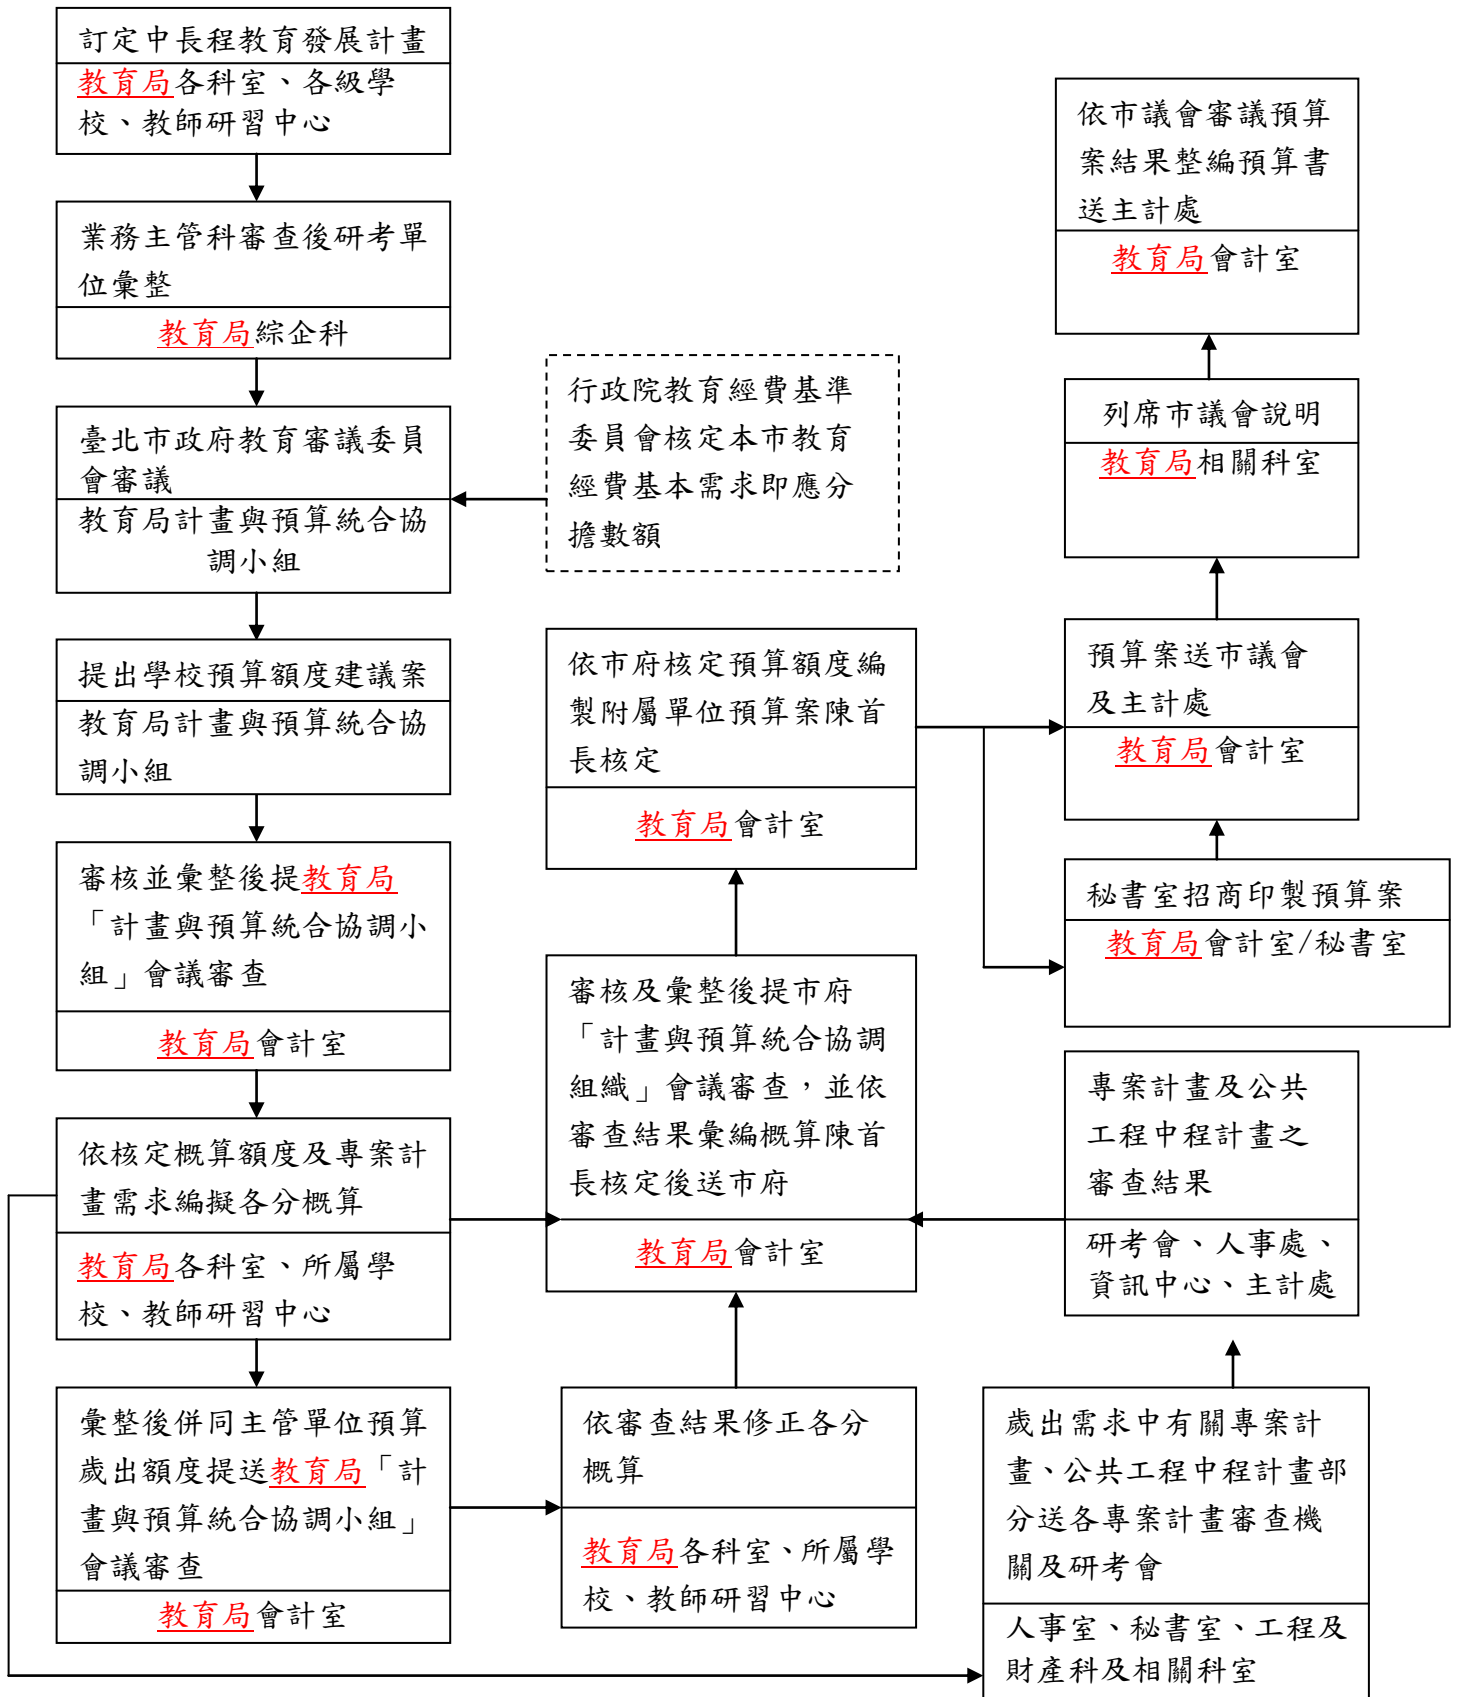 訂定中長程教育發展計畫
教育局各科室、各級學
校、教師研習中心
業務主管科審查後研考單
位彙整
教育局綜企科
臺北市政府教育審議委員
會審議
教育局計畫與預算統合協
調小組
行政院教育經費基準
委員會核定本市教育
經費基本需求即應分
擔數額
提出學校預算額度建議案
教育局計畫與預算統合協
調小組
審核並彙整後提教育局
「計畫與預算統合協調小
組」會議審查
教育局會計室
依核定概算額度及專案計
畫需求編擬各分概算
教育局各科室、所屬學
校、教師研習中心
彙整後併同主管單位預算
歲出額度提送教育局「計
畫與預算統合協調小組」
會議審查
教育局會計室
依審查結果修正各分
概算
教育局各科室、所屬學
校、教師研習中心
審核及彙整後提市府
「計畫與預算統合協調
組織」會議審查，並依
審查結果彙編概算陳首
長核定後送市府
教育局會計室
依市府核定預算額度編
製附屬單位預算案陳首
長核定
教育局會計室
依市議會審議預算
案結果整編預算書
送主計處
教育局會計室
列席市議會說明
教育局相關科室
預算案送市議會
及主計處
教育局會計室
秘書室招商印製預算案
教育局會計室/秘書室
專案計畫及公共
工程中程計畫之
審查結果
研考會、人事處、
資訊中心、主計處
歲出需求中有關專案計
畫、公共工程中程計畫部
分送各專案計畫審查機
關及研考會
人事室、秘書室、工程及
財產科及相關科室